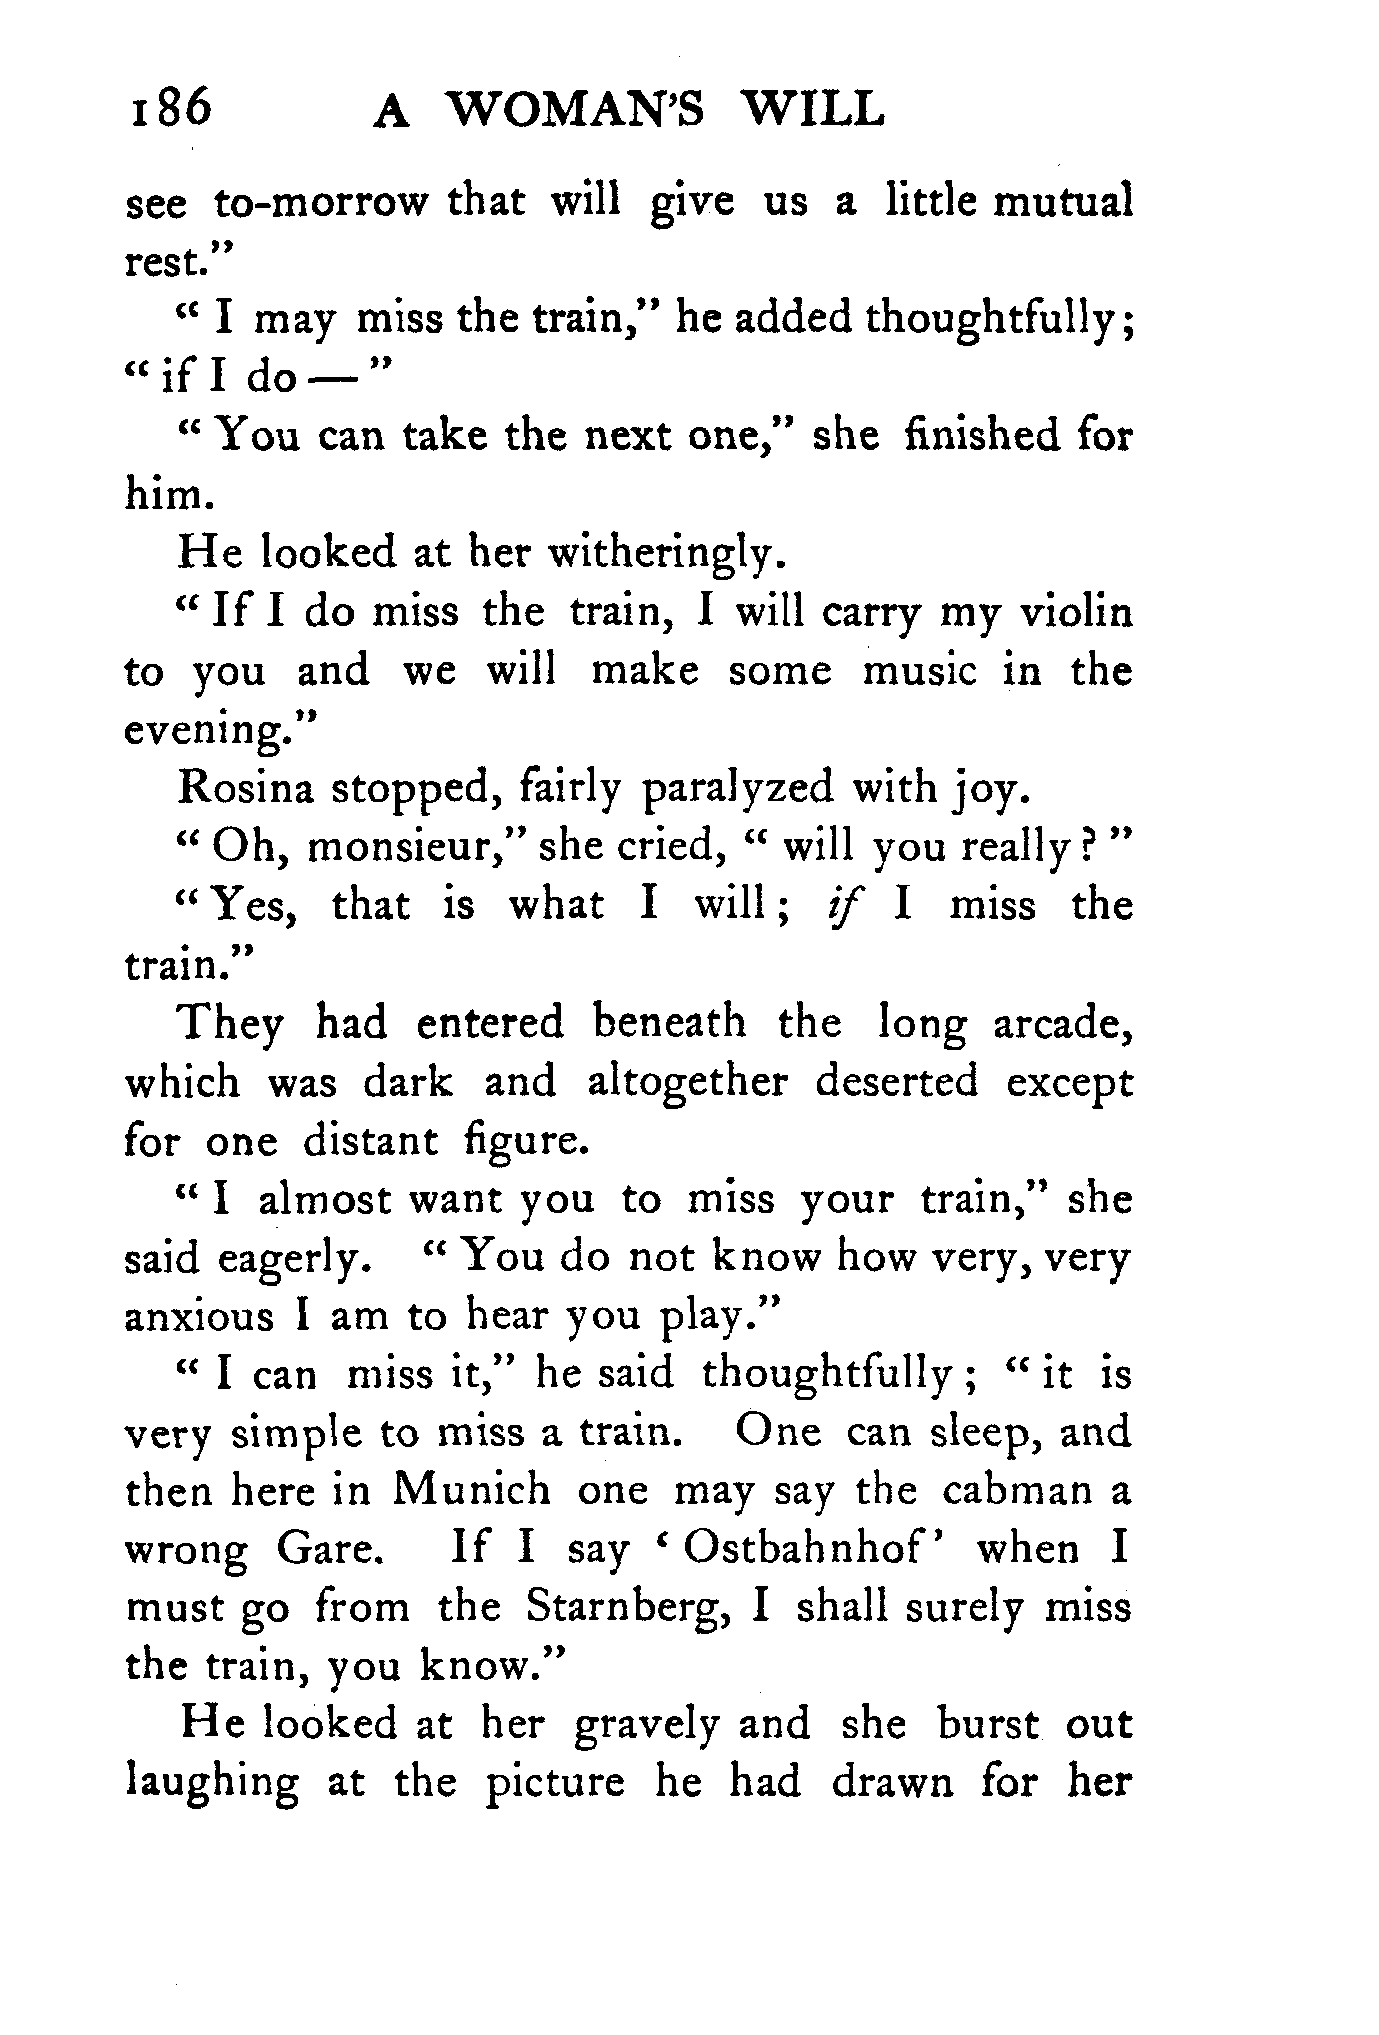 186 A WOMAN'S WILL
see to-morrow that will give us a little mutual
rest."
" I may miss the train," he added thoughtfully;
" if I do — "
" You can take the next one," she finished for
him.
He looked at her witheringly.
" If I do miss the train, I will carry my violin
to you and we will make some music in the
evening."
Rosina stopped, fairly paralyzed with joy.
" Oh, monsieur," she cried, " will you really ? "
" Yes, that is what I will ; if I miss the
train."
They had entered beneath the long arcade,
which was dark and altogether deserted except
for one distant figure.
" I almost want you to miss your train," she
said eagerly. " You do not know how very, very
anxious I am to hear you play."
" I can miss it," he said thoughtfully ; " it is
very simple to miss a train. One can sleep, and
then here in Munich one may say the cabman a
wrong Gare. If I say ' Ostbahnhof' when I
must go from the Starnberg, I shall surely miss
the train, you know."
He looked at her gravely and she burst out
laughing at the picture he had drawn for her